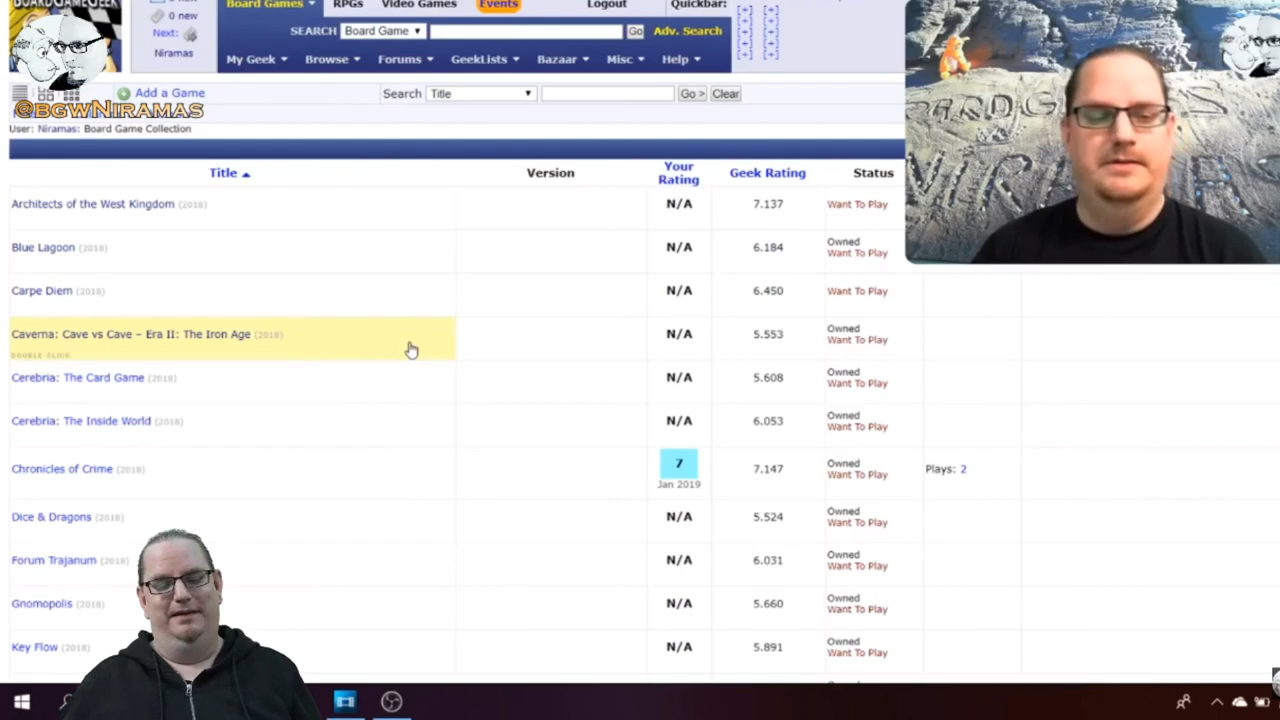 BOARDGAMEGEEK
0 new
Next:
Niramas
Board Games RPGs Video Games Events Logout Quickbar:
SEARCH Board Game Go Adv. Search
My Geek Browse Forums GeekLists Bazaar Misc Help
Add a Game Search Title Go > Clear
@BGWNIRAMAS
User: Niramas: Board Game Collection
Title Version Your Rating Geek Rating Status
Architects of the West Kingdom (2018) N/A 7.137 Want To Play
Blue Lagoon (2018) N/A 6.184 Owned Want To Play
Carpe Diem (2018) N/A 6.450 Want To Play
Caverna: Cave vs Cave – Era II: The Iron Age (2018) N/A 5.553 Owned Want To Play
DOUBLE CLICK
Cerebria: The Card Game (2018) N/A 5.608 Owned Want To Play
Cerebria: The Inside World (2018) N/A 6.053 Owned Want To Play
Chronicles of Crime (2018) 7 Jan 2019 7.147 Owned Want To Play Plays: 2
Dice & Dragons (2018) N/A 5.524 Owned Want To Play
Forum Trajanum (2018) N/A 6.031 Owned Want To Play
Gnomopolis (2018) N/A 5.660 Owned Want To Play
Key Flow (2018) N/A 5.891 Owned Want To Play